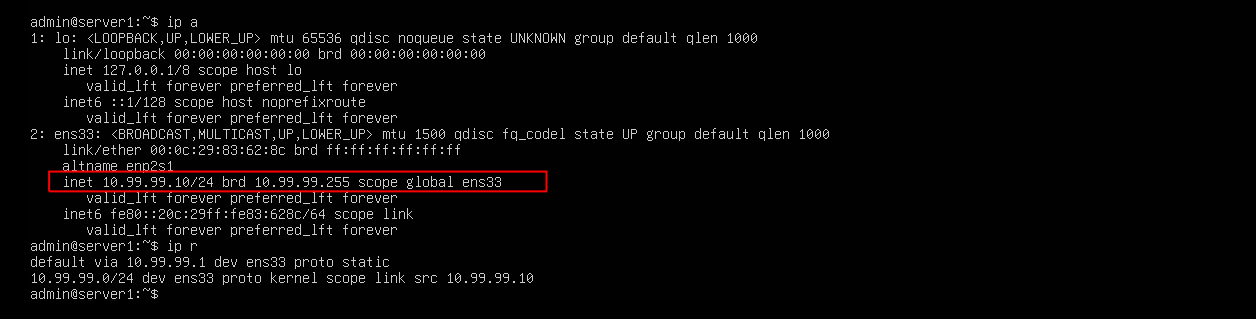 admin@server1:~$ ip a
1: lo: <LOOPBACK,UP,LOWER_UP> mtu 65536 qdisc noqueue state UNKNOWN group default qlen 1000
link/loopback 00:00:00:00:00:00 brd 00:00:00:00:00:00
inet 127.0.0.1/8 scope host lo
valid_lft forever preferred_lft forever
inet6 ::1/128 scope host noprefixroute
valid_lft forever preferred_lft forever
2: ens33: <BROADCAST,MULTICAST,UP,LOWER_UP> mtu 1500 qdisc fq_codel state UP group default qlen 1000
link/ether 00:0c:29:83:62:8c brd ff:ff:ff:ff:ff:ff
altname enp2s1
inet 10.99.99.10/24 brd 10.99.99.255 scope global ens33
valid_lft forever preferred_lft forever
inet6 fe80::20c:29ff:fe83:628c/64 scope link
valid_lft forever preferred_lft forever
admin@server1:~$ ip r
default via 10.99.99.1 dev ens33 proto static
10.99.99.0/24 dev ens33 proto kernel scope link src 10.99.99.10
admin@server1:~$